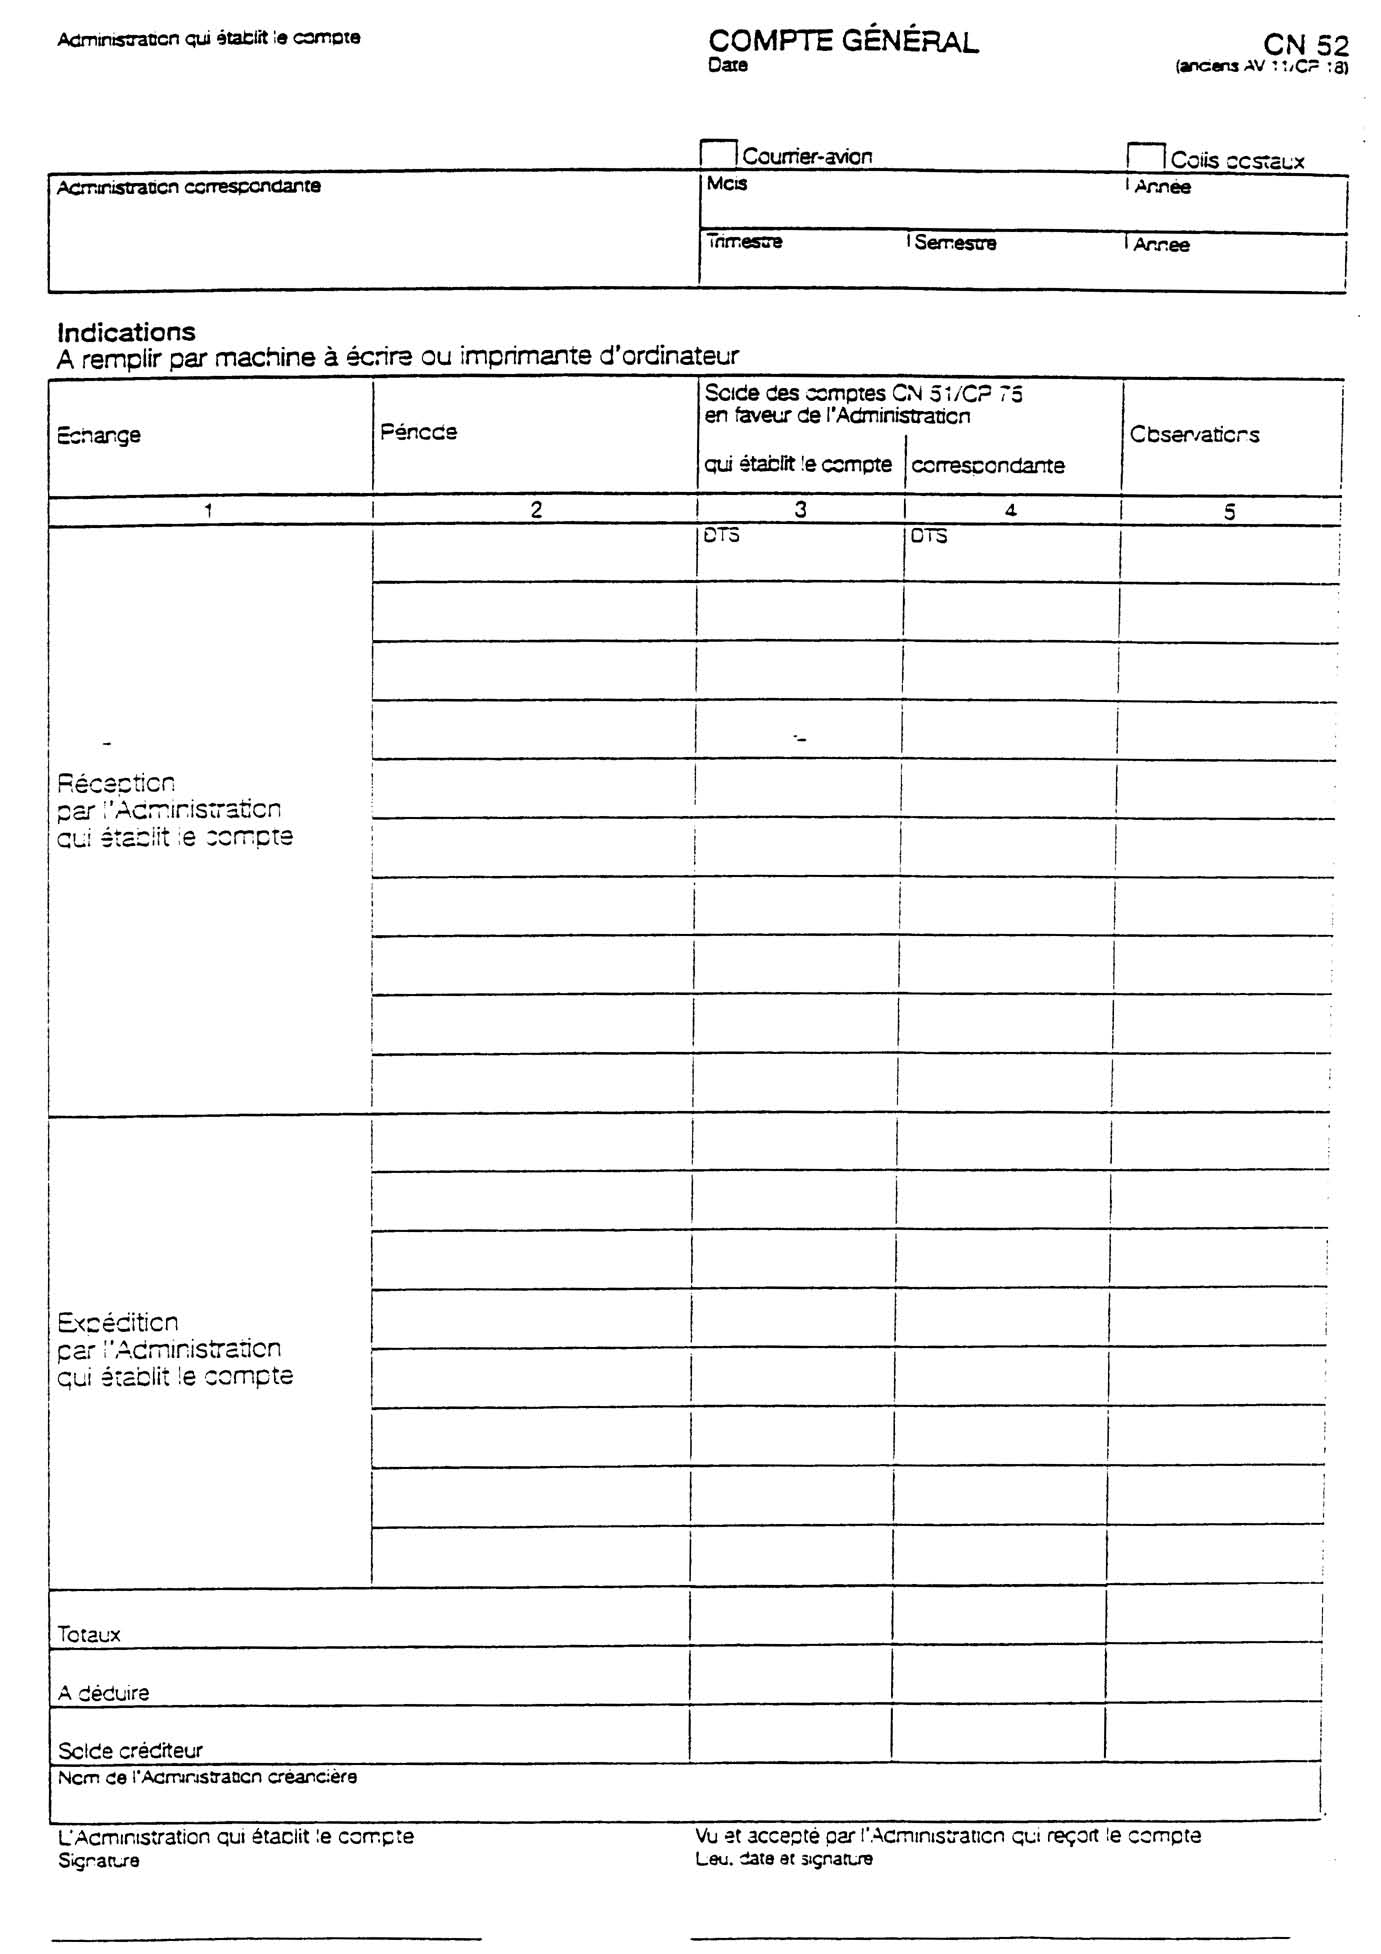 Administration qui établit le compte
COMPTE GÉNÉRAL
CN 52
Date
(anciens AV 11/CP 18)
Courrier-avion
Colis postaux
Administration correspondante
Mois
Année
Trimestre
Semestre
Année
Indications
A remplir par machine à écrire ou imprimante d'ordinateur
Echange
Période
Solde des comptes CN 51/CP 75
en faveur de l'Administration
qui établit le compte
correspondante
Observations
1 2 3 4 5
DTS DTS
Réception
par l'Administration
qui établit le compte
Expédition
par l'Administration
qui établit le compte
Totaux
A déduire
Solde créditeur
Nom de l'Administration créancière
L'Administration qui établit le compte
Signature
Vu et accepté par l'Administration qui reçoit le compte
Lieu, date et signature